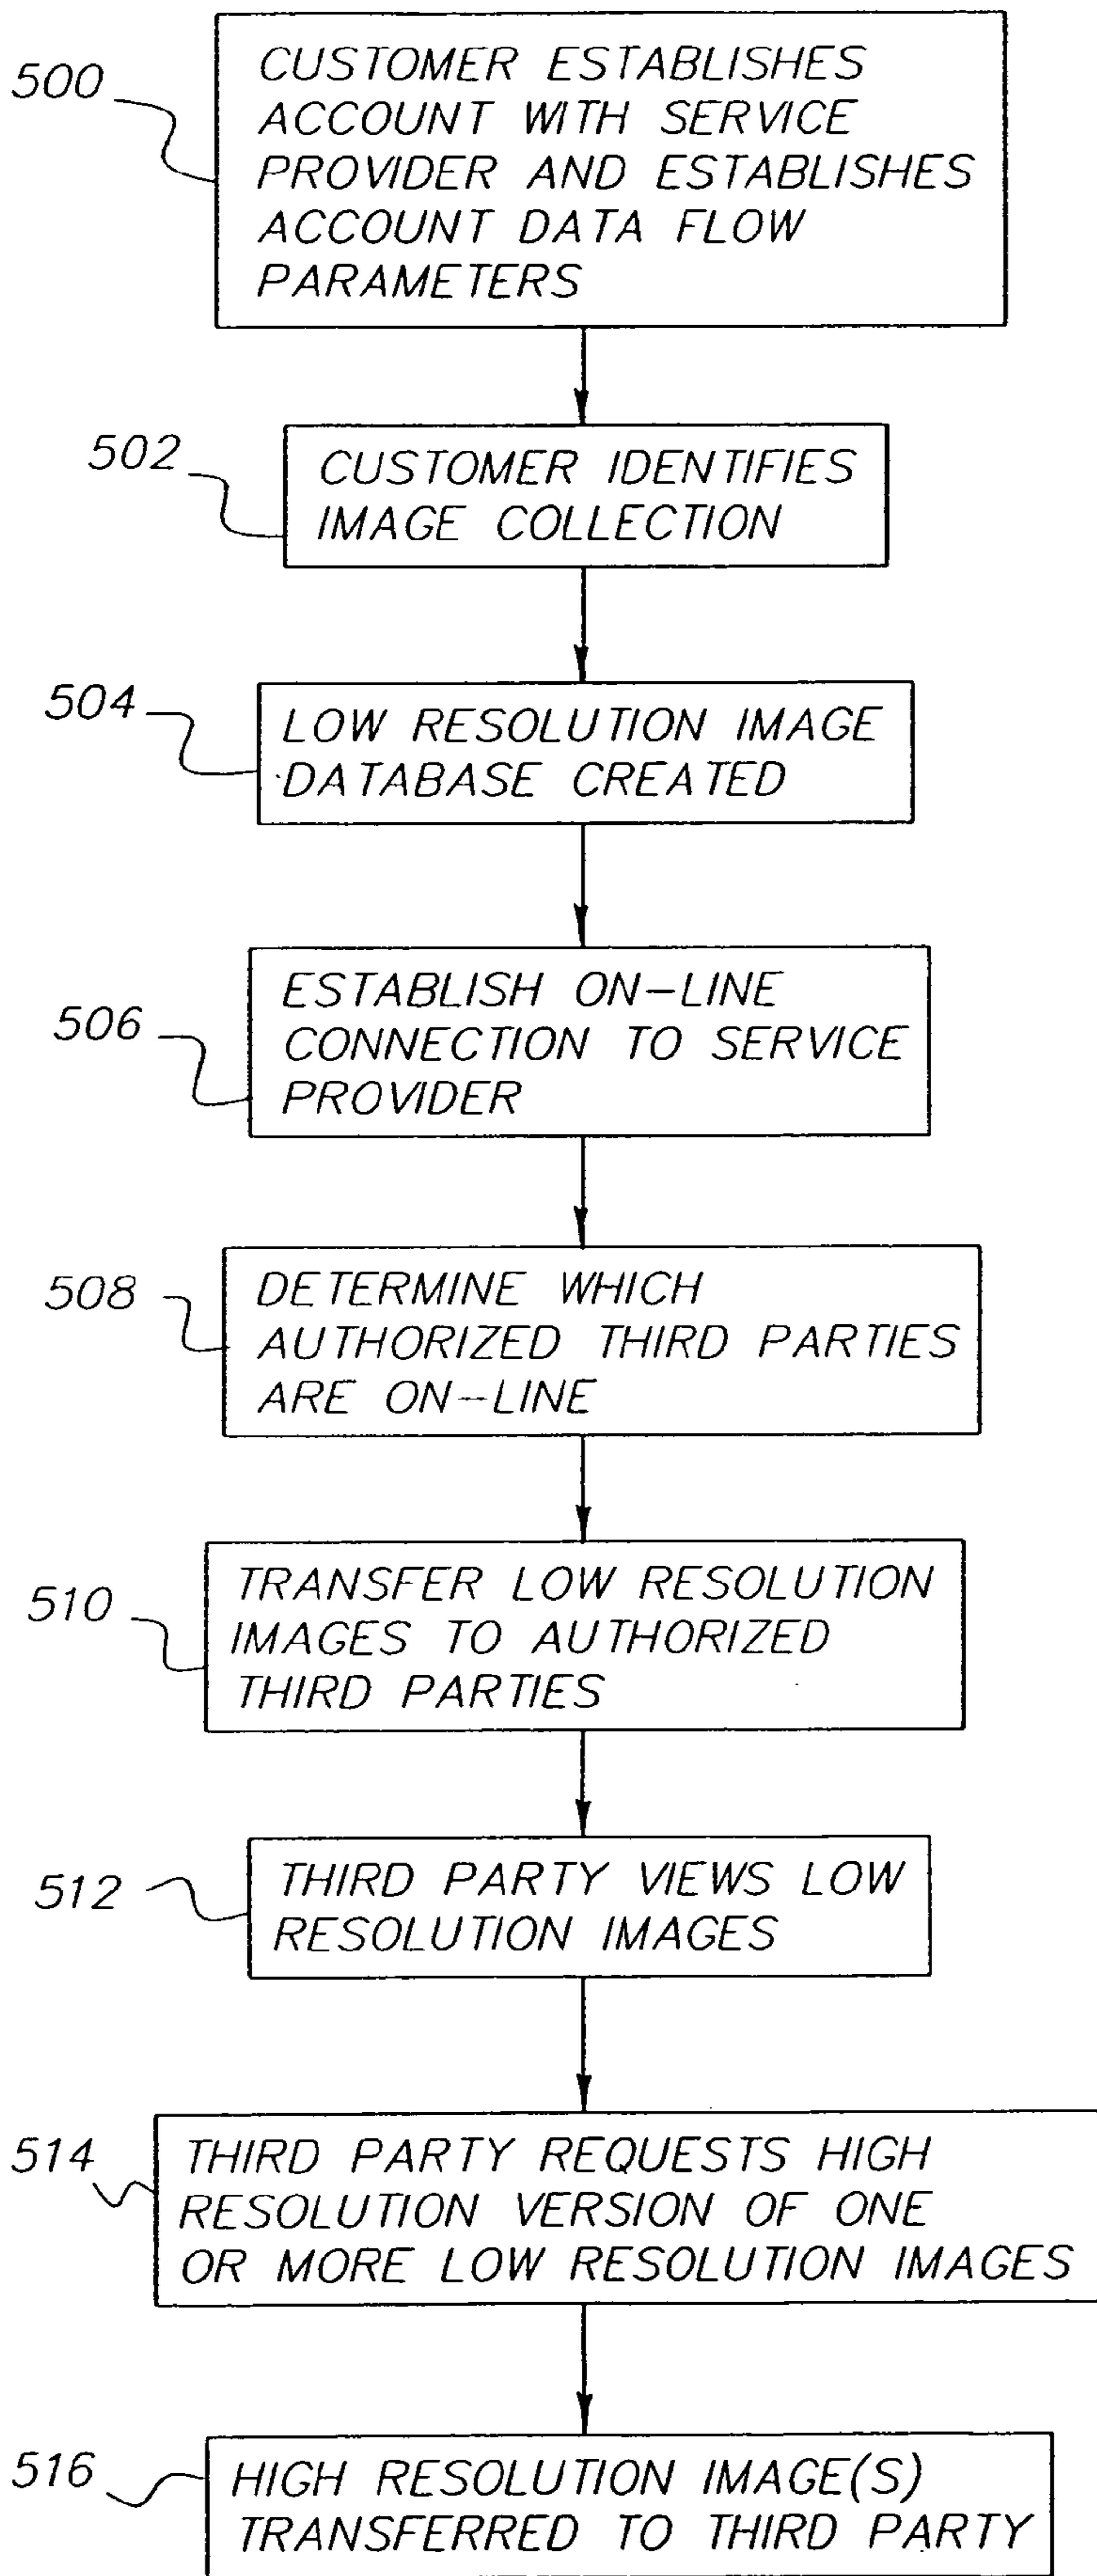 500
CUSTOMER ESTABLISHES
ACCOUNT WITH SERVICE
PROVIDER AND ESTABLISHES
ACCOUNT DATA FLOW
PARAMETERS
502
CUSTOMER IDENTIFIES
IMAGE COLLECTION
504
LOW RESOLUTION IMAGE
DATABASE CREATED
506
ESTABLISH ON-LINE
CONNECTION TO SERVICE
PROVIDER
508
DETERMINE WHICH
AUTHORIZED THIRD PARTIES
ARE ON-LINE
510
TRANSFER LOW RESOLUTION
IMAGES TO AUTHORIZED
THIRD PARTIES
512
THIRD PARTY VIEWS LOW
RESOLUTION IMAGES
514
THIRD PARTY REQUESTS HIGH
RESOLUTION VERSION OF ONE
OR MORE LOW RESOLUTION IMAGES
516
HIGH RESOLUTION IMAGE(S)
TRANSFERRED TO THIRD PARTY